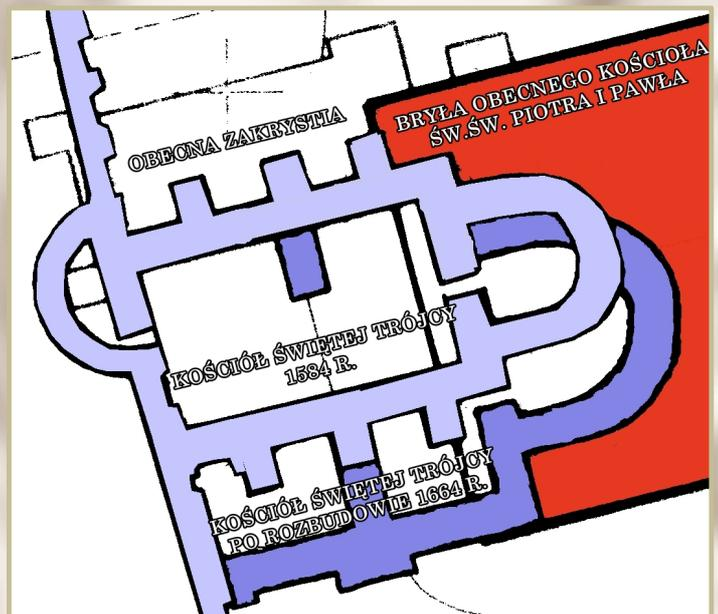 BRYŁA OBECNEGO KOŚCIOŁA
ŚW.ŚW. PIOTRA I PAWŁA
OBECNA ZAKRYSTIA
KOŚCIÓŁ ŚWIĘTEJ TRÓJCY
1584 R.
KOŚCIÓŁ ŚWIĘTEJ TRÓJCY
PO ROZBUDOWIE 1664 R.